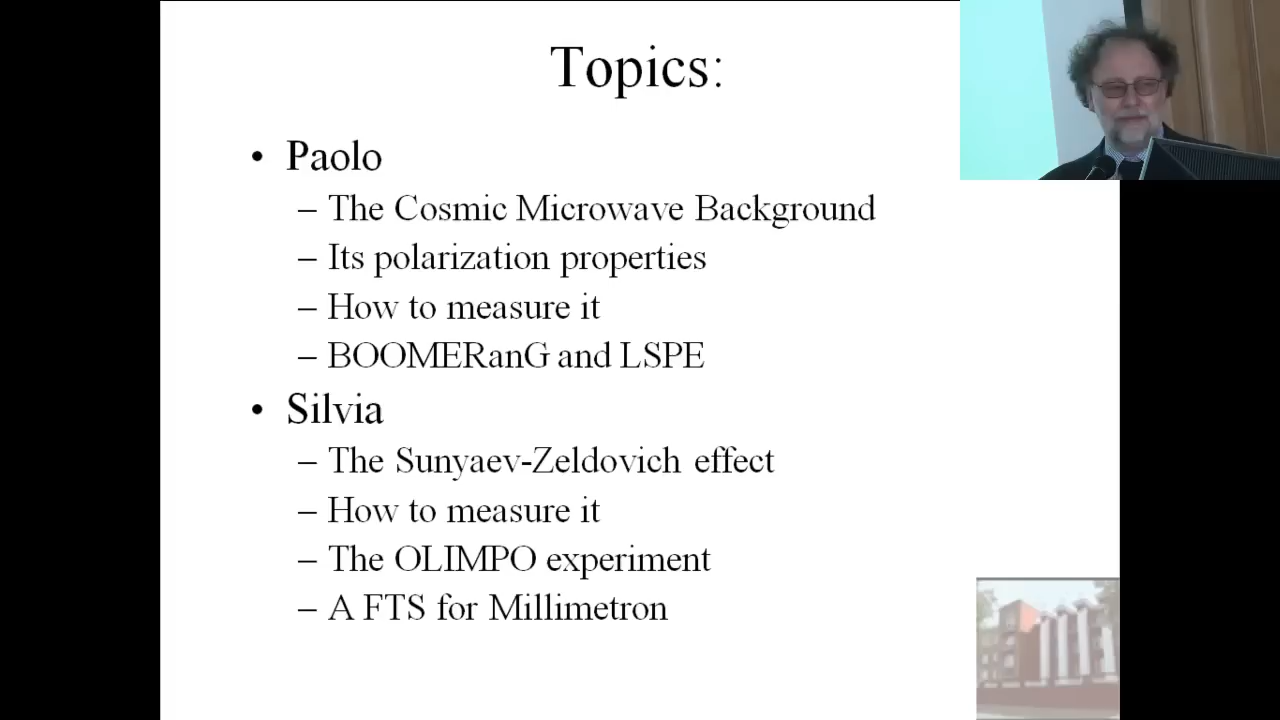 Topics:
• Paolo
– The Cosmic Microwave Background
– Its polarization properties
– How to measure it
– BOOMERanG and LSPE
• Silvia
– The Sunyaev-Zeldovich effect
– How to measure it
– The OLIMPO experiment
– A FTS for Millimetron